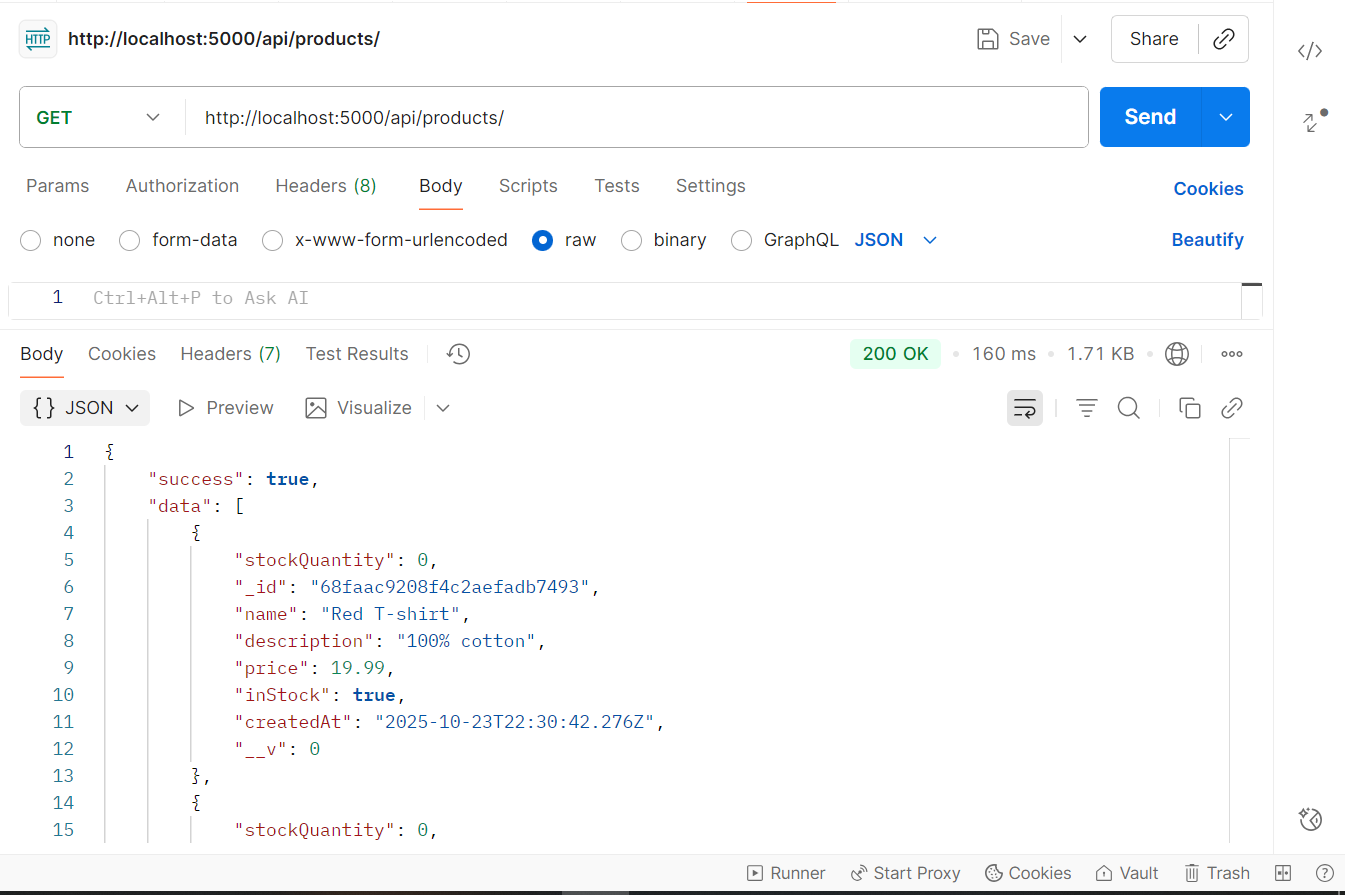 HTTP http://localhost:5000/api/products/ Save Share
GET http://localhost:5000/api/products/ Send
Params Authorization Headers (8) Body Scripts Tests Settings Cookies
none form-data x-www-form-urlencoded raw binary GraphQL JSON Beautify
1 Ctrl+Alt+P to Ask AI
Body Cookies Headers (7) Test Results 200 OK 160 ms 1.71 KB
{} JSON Preview Visualize
1 {
2 "success": true,
3 "data": [
4 {
5 "stockQuantity": 0,
6 "_id": "68faac9208f4c2aefadb7493",
7 "name": "Red T-shirt",
8 "description": "100% cotton",
9 "price": 19.99,
10 "inStock": true,
11 "createdAt": "2025-10-23T22:30:42.276Z",
12 "__v": 0
13 },
14 {
15 "stockQuantity": 0,
Runner Start Proxy Cookies Vault Trash